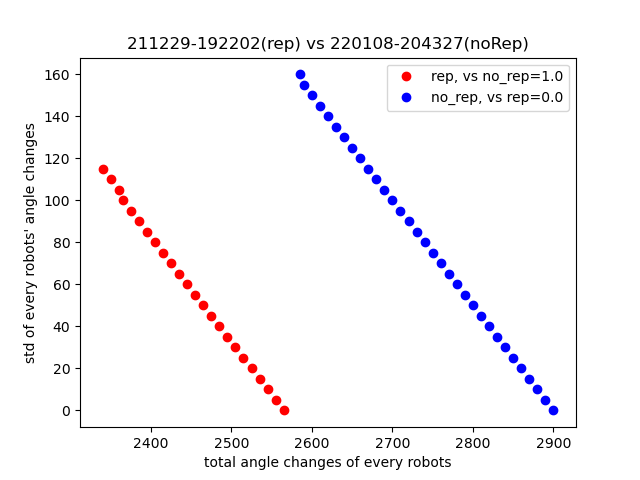 211229-192202(rep) vs 220108-204327(noRep)
rep, vs no_rep=1.0
no_rep, vs rep=0.0
std of every robots' angle changes
160
140
120
100
80
60
40
20
0
2400 2500 2600 2700 2800 2900
total angle changes of every robots